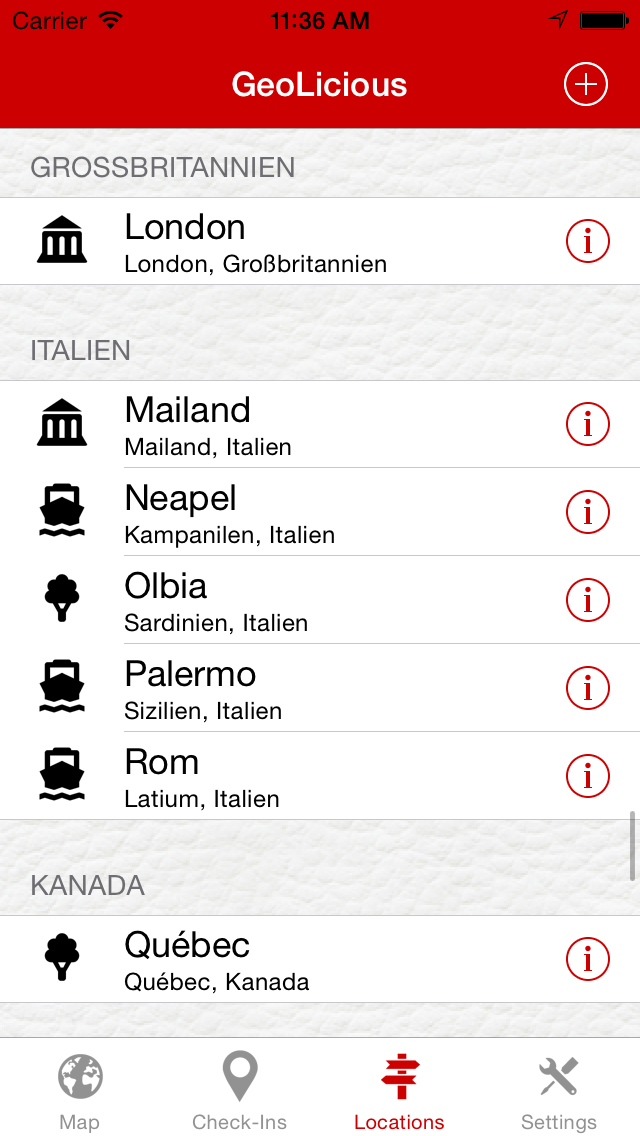 Carrier 11:36 AM
GeoLicious
GROSSBRITANNIEN
London
London, Großbritannien
ITALIEN
Mailand
Mailand, Italien
Neapel
Kampanilen, Italien
Olbia
Sardinien, Italien
Palermo
Sizilien, Italien
Rom
Latium, Italien
KANADA
Québec
Québec, Kanada
Map Check-Ins Locations Settings